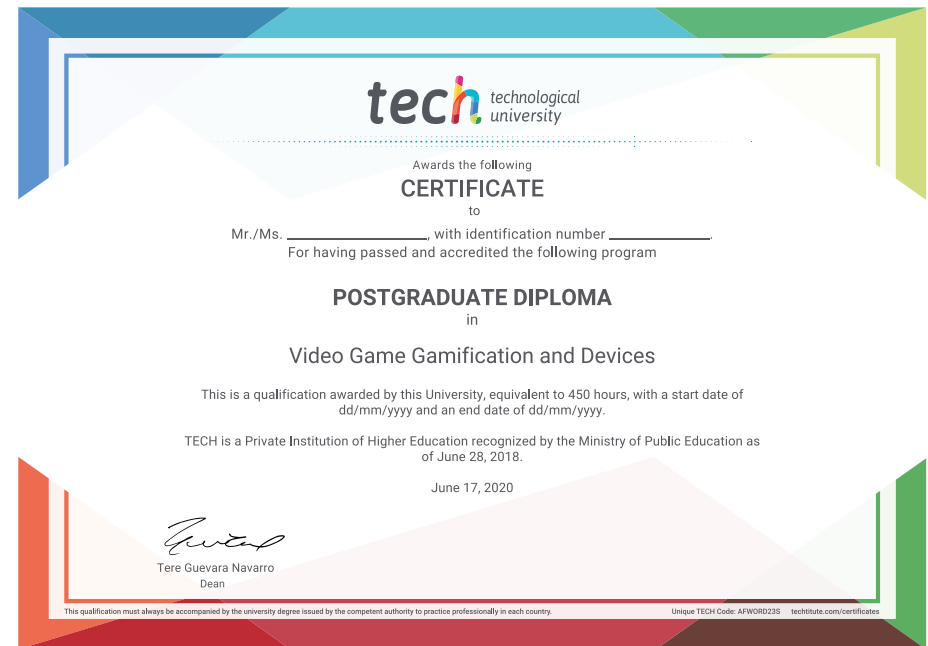 tech technological
university
Awards the following
CERTIFICATE
to
Mr./Ms. ____________________, with identification number ______________.
For having passed and accredited the following program
POSTGRADUATE DIPLOMA
in
Video Game Gamification and Devices
This is a qualification awarded by this University, equivalent to 450 hours, with a start date of
dd/mm/yyyy and an end date of dd/mm/yyyy.
TECH is a Private Institution of Higher Education recognized by the Ministry of Public Education as
of June 28, 2018.
June 17, 2020
Tere Guevara Navarro
Dean
This qualification must always be accompanied by the university degree issued by the competent authority to practice professionally in each country. Unique TECH Code: AFWORD23S techtitute.com/certificates